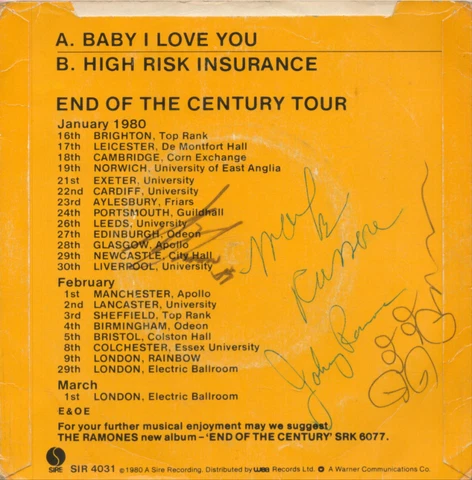 A. BABY I LOVE YOU
B. HIGH RISK INSURANCE
END OF THE CENTURY TOUR
January 1980
16th BRIGHTON, Top Rank
17th LEICESTER, De Montfort Hall
18th CAMBRIDGE, Corn Exchange
19th NORWICH, University of East Anglia
21st EXETER, University
22nd CARDIFF, University
23rd AYLESBURY, Friars
24th PORTSMOUTH, Guildhall
26th LEEDS, University
27th EDINBURGH, Odeon
28th GLASGOW, Apollo
29th NEWCASTLE, City Hall
30th LIVERPOOL, University
Mark
Ramone
February
1st MANCHESTER, Apollo
2nd LANCASTER, University
3rd SHEFFIELD, Top Rank
4th BIRMINGHAM, Odeon
5th BRISTOL, Colston Hall
8th COLCHESTER, Essex University
9th LONDON, RAINBOW
29th LONDON, Electric Ballroom
Johnny Ramone
March
1st LONDON, Electric Ballroom
E & O E
For your further musical enjoyment may we suggest
THE RAMONES new album – 'END OF THE CENTURY' SRK 6077.
SIRE SIR 4031 ©1980 A Sire Recording. Distributed by wea Records Ltd. A Warner Communications Co.